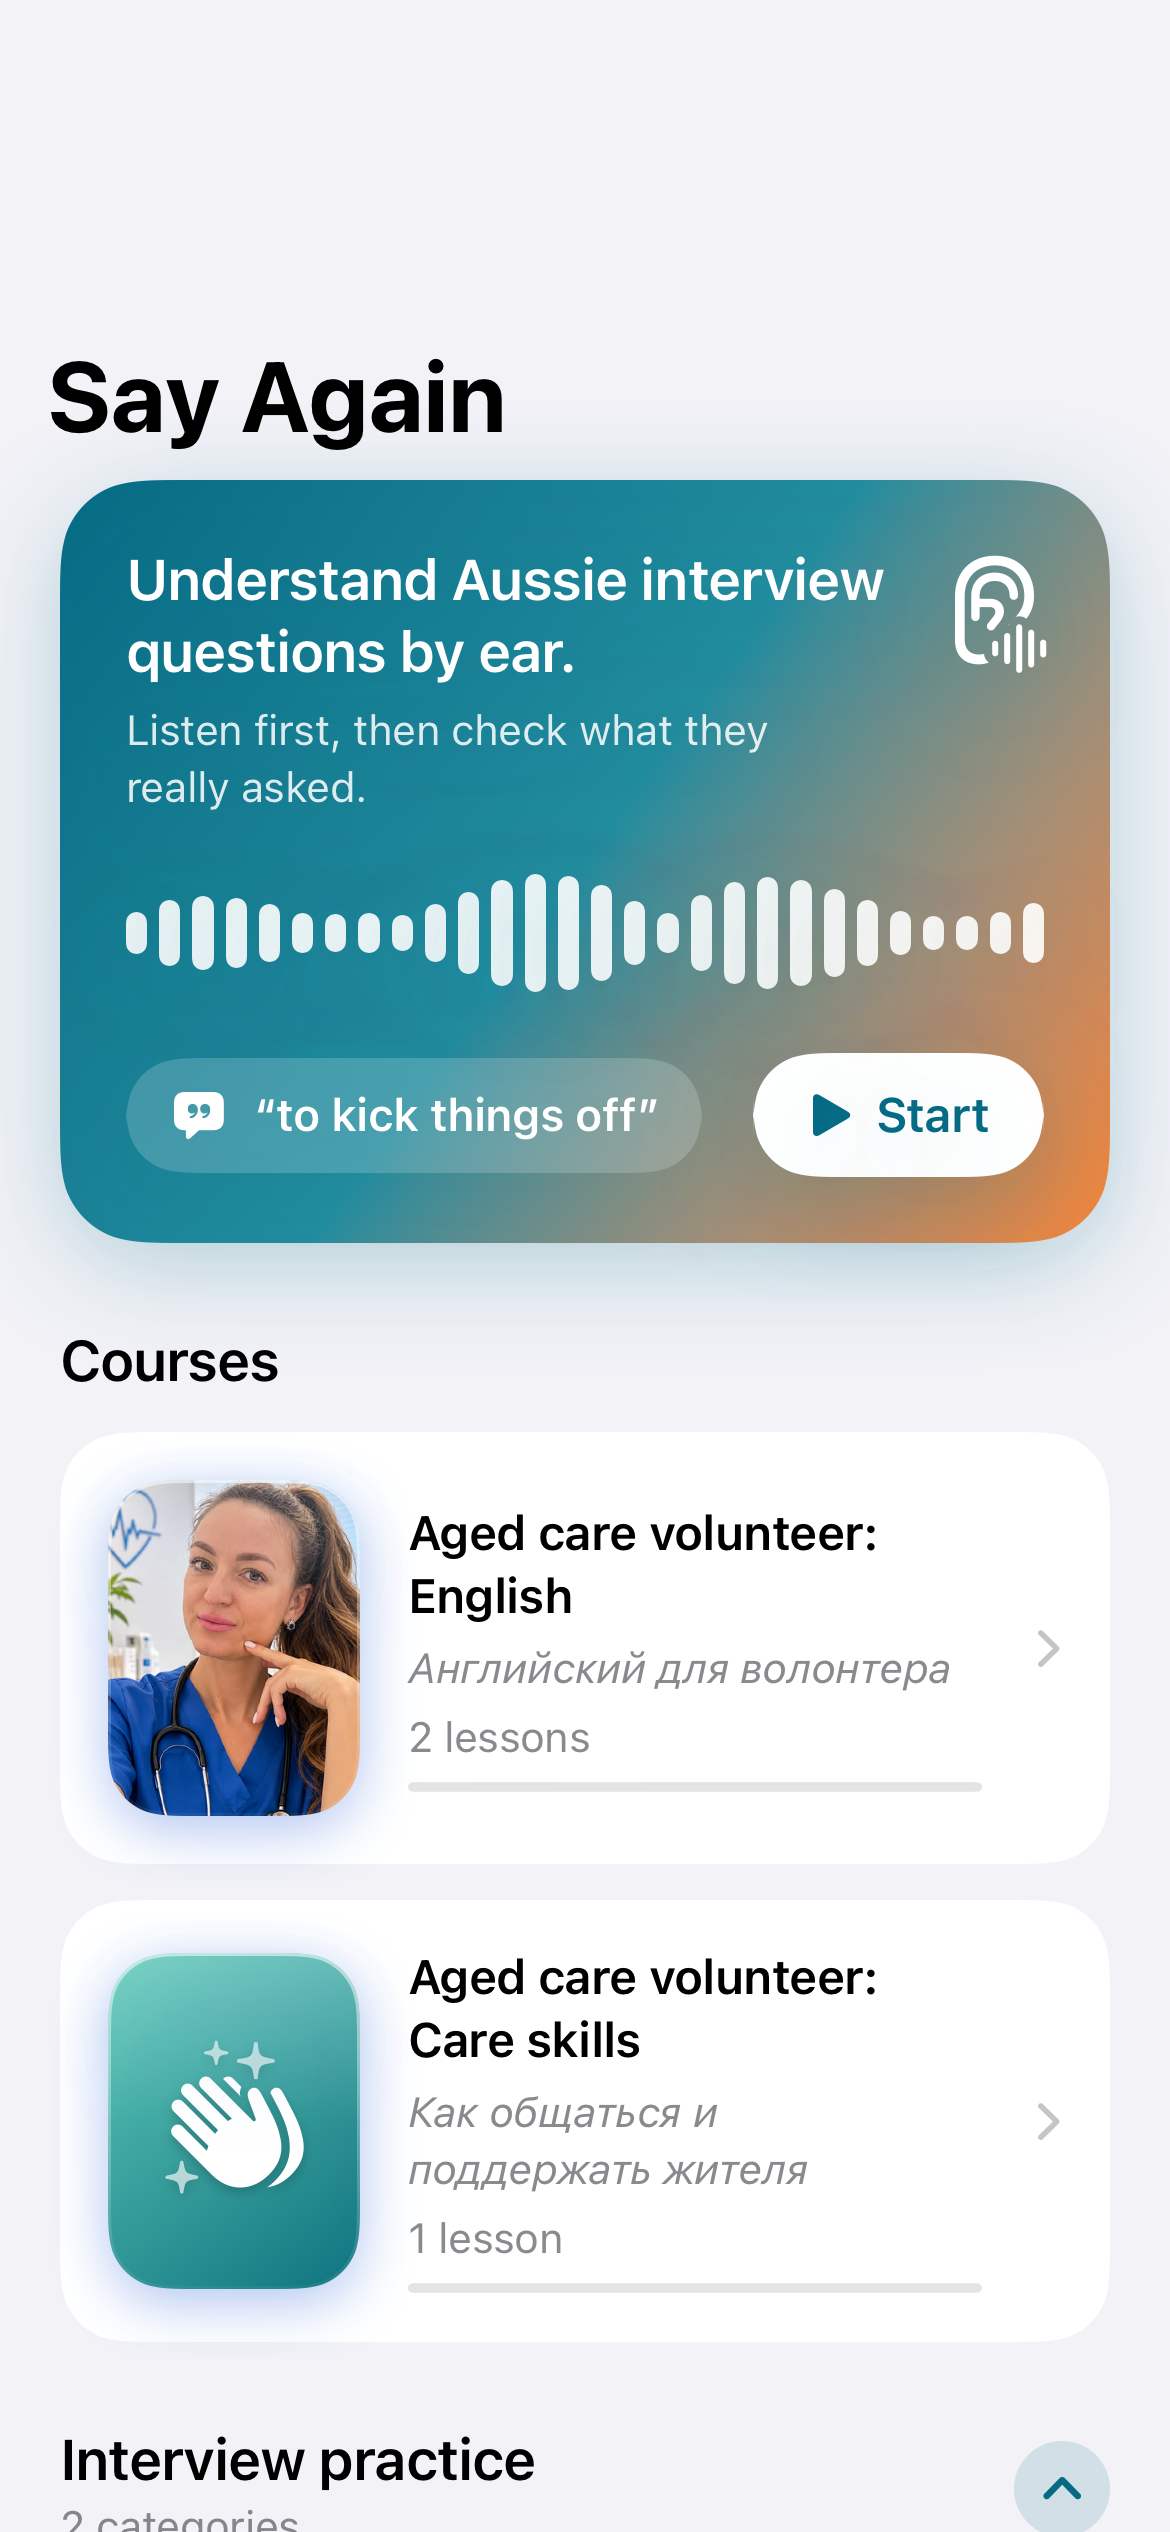 Say Again
Understand Aussie interview
questions by ear.
Listen first, then check what they
really asked.
“to kick things off”
Start
Courses
Aged care volunteer:
English
Английский для волонтера
2 lessons
Aged care volunteer:
Care skills
Как общаться и
поддержать жителя
1 lesson
Interview practice
2 categories